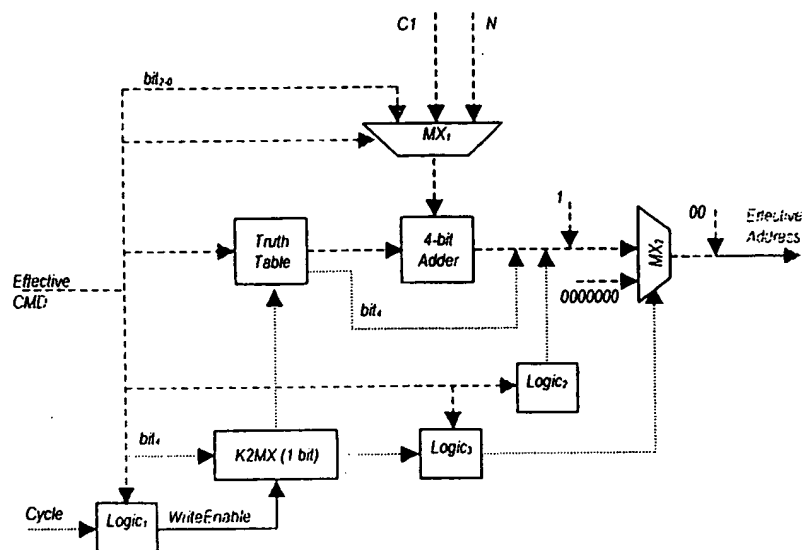 C1 N
bit₂₋₀
MX₁
1
00
Effective
Address
Truth
Table
4-bit
Adder
MX₂
Effective
CMD
bit₄
0000000
Logic₂
bit₄
K2MX (1 bit)
Logic₃
Cycle
Logic₁
WriteEnable